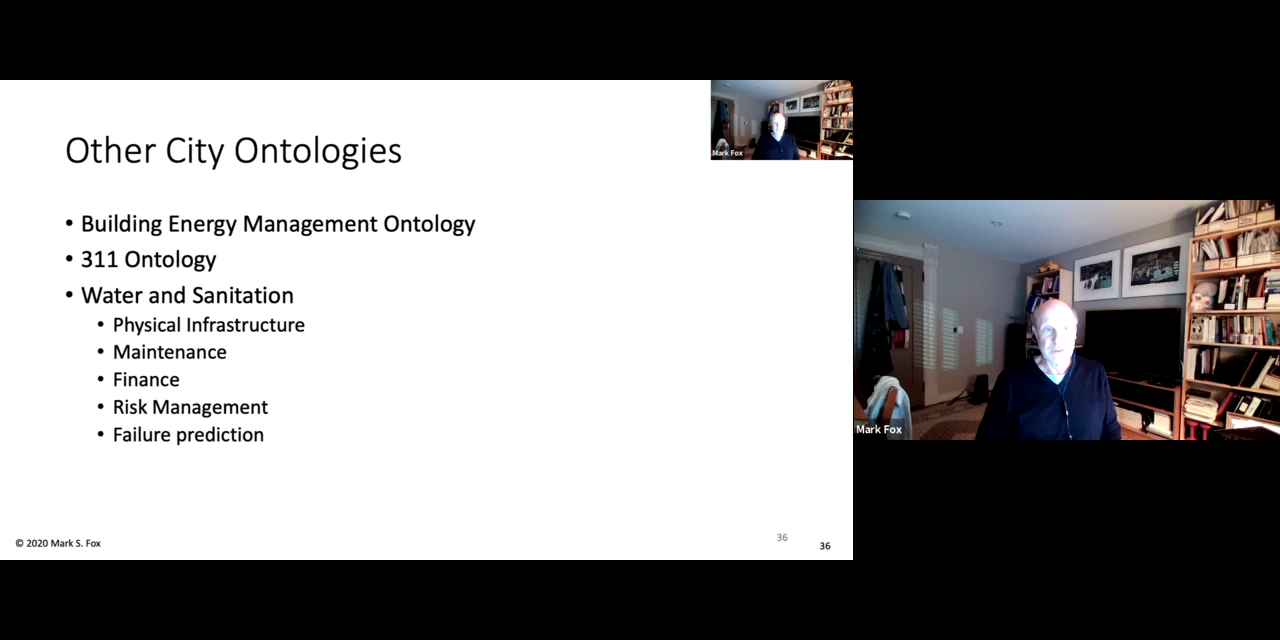 Other City Ontologies
Mark Fox
• Building Energy Management Ontology
• 311 Ontology
• Water and Sanitation
• Physical Infrastructure
• Maintenance
• Finance
• Risk Management
• Failure prediction
Mark Fox
© 2020 Mark S. Fox
36
36